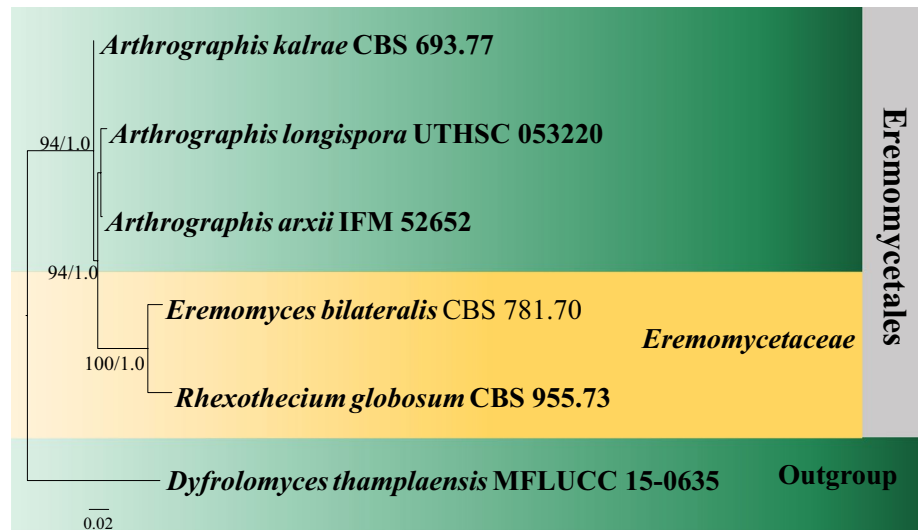 Arthrographis kalrae CBS 693.77
94/1.0
Arthrographis longispora UTHSC 053220
Arthrographis arxii IFM 52652
94/1.0
Eremomyces bilateralis CBS 781.70
Eremomycetaceae
100/1.0
Rhexothecium globosum CBS 955.73
Eremomycetales
Dyfrolomyces thamplaensis MFLUCC 15-0635
Outgroup
0.02